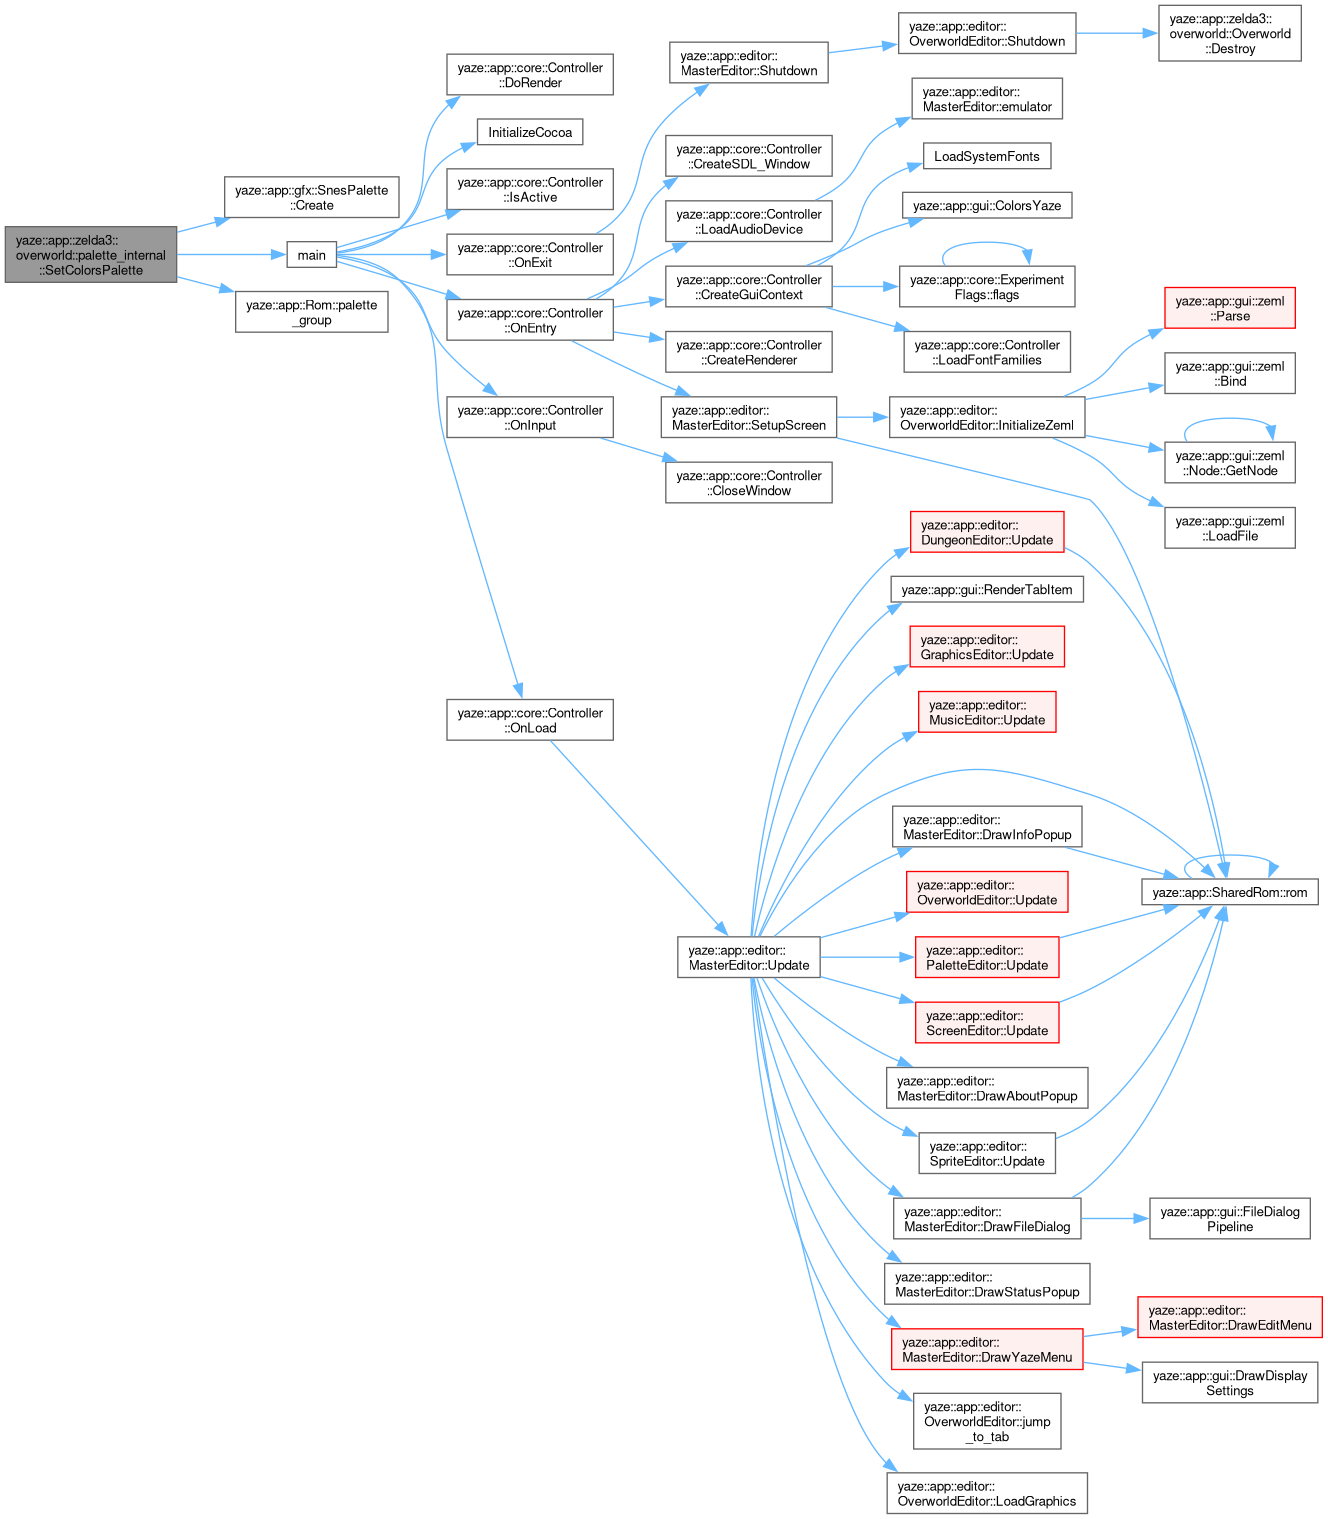 yaze::app::zelda3::
overworld::palette_internal
::SetColorsPalette
yaze::app::gfx::SnesPalette
::Create
main
yaze::app::Rom::palette
_group
yaze::app::core::Controller
::DoRender
InitializeCocoa
yaze::app::core::Controller
::IsActive
yaze::app::core::Controller
::OnExit
yaze::app::core::Controller
::OnEntry
yaze::app::core::Controller
::OnInput
yaze::app::core::Controller
::OnLoad
yaze::app::editor::
MasterEditor::Shutdown
yaze::app::core::Controller
::CreateSDL_Window
yaze::app::core::Controller
::LoadAudioDevice
yaze::app::core::Controller
::CreateGuiContext
yaze::app::core::Controller
::CreateRenderer
yaze::app::editor::
MasterEditor::SetupScreen
yaze::app::core::Controller
::CloseWindow
yaze::app::editor::
MasterEditor::Update
yaze::app::editor::
OverworldEditor::Shutdown
yaze::app::editor::
MasterEditor::emulator
LoadSystemFonts
yaze::app::gui::ColorsYaze
yaze::app::core::Experiment
Flags::flags
yaze::app::core::Controller
::LoadFontFamilies
yaze::app::editor::
OverworldEditor::InitializeZeml
yaze::app::editor::
DungeonEditor::Update
yaze::app::gui::RenderTabItem
yaze::app::editor::
GraphicsEditor::Update
yaze::app::editor::
MusicEditor::Update
yaze::app::editor::
MasterEditor::DrawInfoPopup
yaze::app::editor::
OverworldEditor::Update
yaze::app::editor::
PaletteEditor::Update
yaze::app::editor::
ScreenEditor::Update
yaze::app::editor::
MasterEditor::DrawAboutPopup
yaze::app::editor::
SpriteEditor::Update
yaze::app::editor::
MasterEditor::DrawFileDialog
yaze::app::editor::
MasterEditor::DrawStatusPopup
yaze::app::editor::
MasterEditor::DrawYazeMenu
yaze::app::editor::
OverworldEditor::jump
_to_tab
yaze::app::editor::
OverworldEditor::LoadGraphics
yaze::app::zelda3::
overworld::Overworld
::Destroy
yaze::app::gui::zeml
::Parse
yaze::app::gui::zeml
::Bind
yaze::app::gui::zeml
::Node::GetNode
yaze::app::gui::zeml
::LoadFile
yaze::app::SharedRom::rom
yaze::app::gui::FileDialog
Pipeline
yaze::app::editor::
MasterEditor::DrawEditMenu
yaze::app::gui::DrawDisplay
Settings